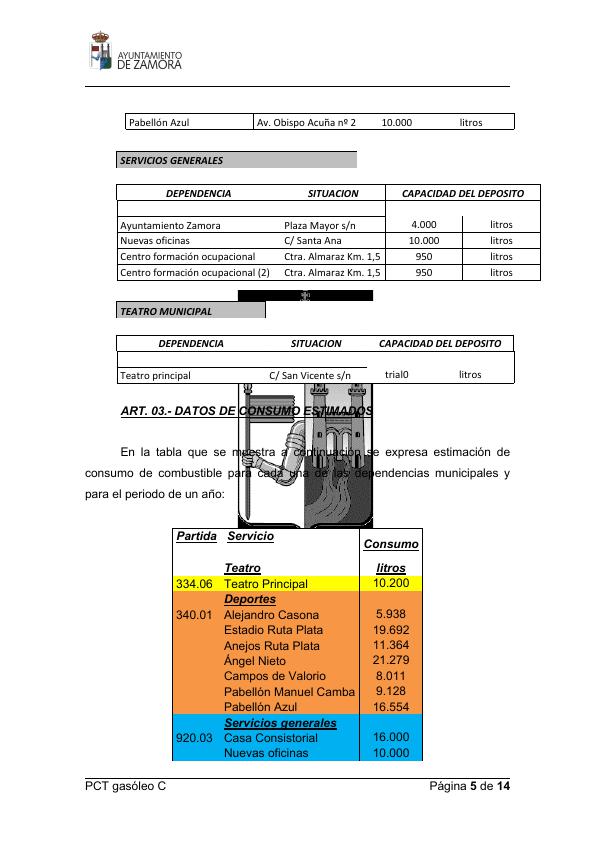 AYUNTAMIENTO
DE ZAMORA
Pabellón Azul Av. Obispo Acuña nº 2 10.000 litros
SERVICIOS GENERALES
DEPENDENCIA SITUACION CAPACIDAD DEL DEPOSITO
Ayuntamiento Zamora Plaza Mayor s/n 4.000 litros
Nuevas oficinas C/ Santa Ana 10.000 litros
Centro formación ocupacional Ctra. Almaraz Km. 1,5 950 litros
Centro formación ocupacional (2) Ctra. Almaraz Km. 1,5 950 litros
TEATRO MUNICIPAL
DEPENDENCIA SITUACION CAPACIDAD DEL DEPOSITO
Teatro principal C/ San Vicente s/n trial0 litros
ART. 03.- DATOS DE CONSUMO ESTIMADOS
En la tabla que se muestra a continuación se expresa estimación de
consumo de combustible para cada una de las dependencias municipales y
para el periodo de un año:
Partida Servicio Consumo
Teatro litros
334.06 Teatro Principal 10.200
Deportes
340.01 Alejandro Casona 5.938
Estadio Ruta Plata 19.692
Anejos Ruta Plata 11.364
Ángel Nieto 21.279
Campos de Valorio 8.011
Pabellón Manuel Camba 9.128
Pabellón Azul 16.554
Servicios generales
920.03 Casa Consistorial 16.000
Nuevas oficinas 10.000
PCT gasóleo C Página 5 de 14